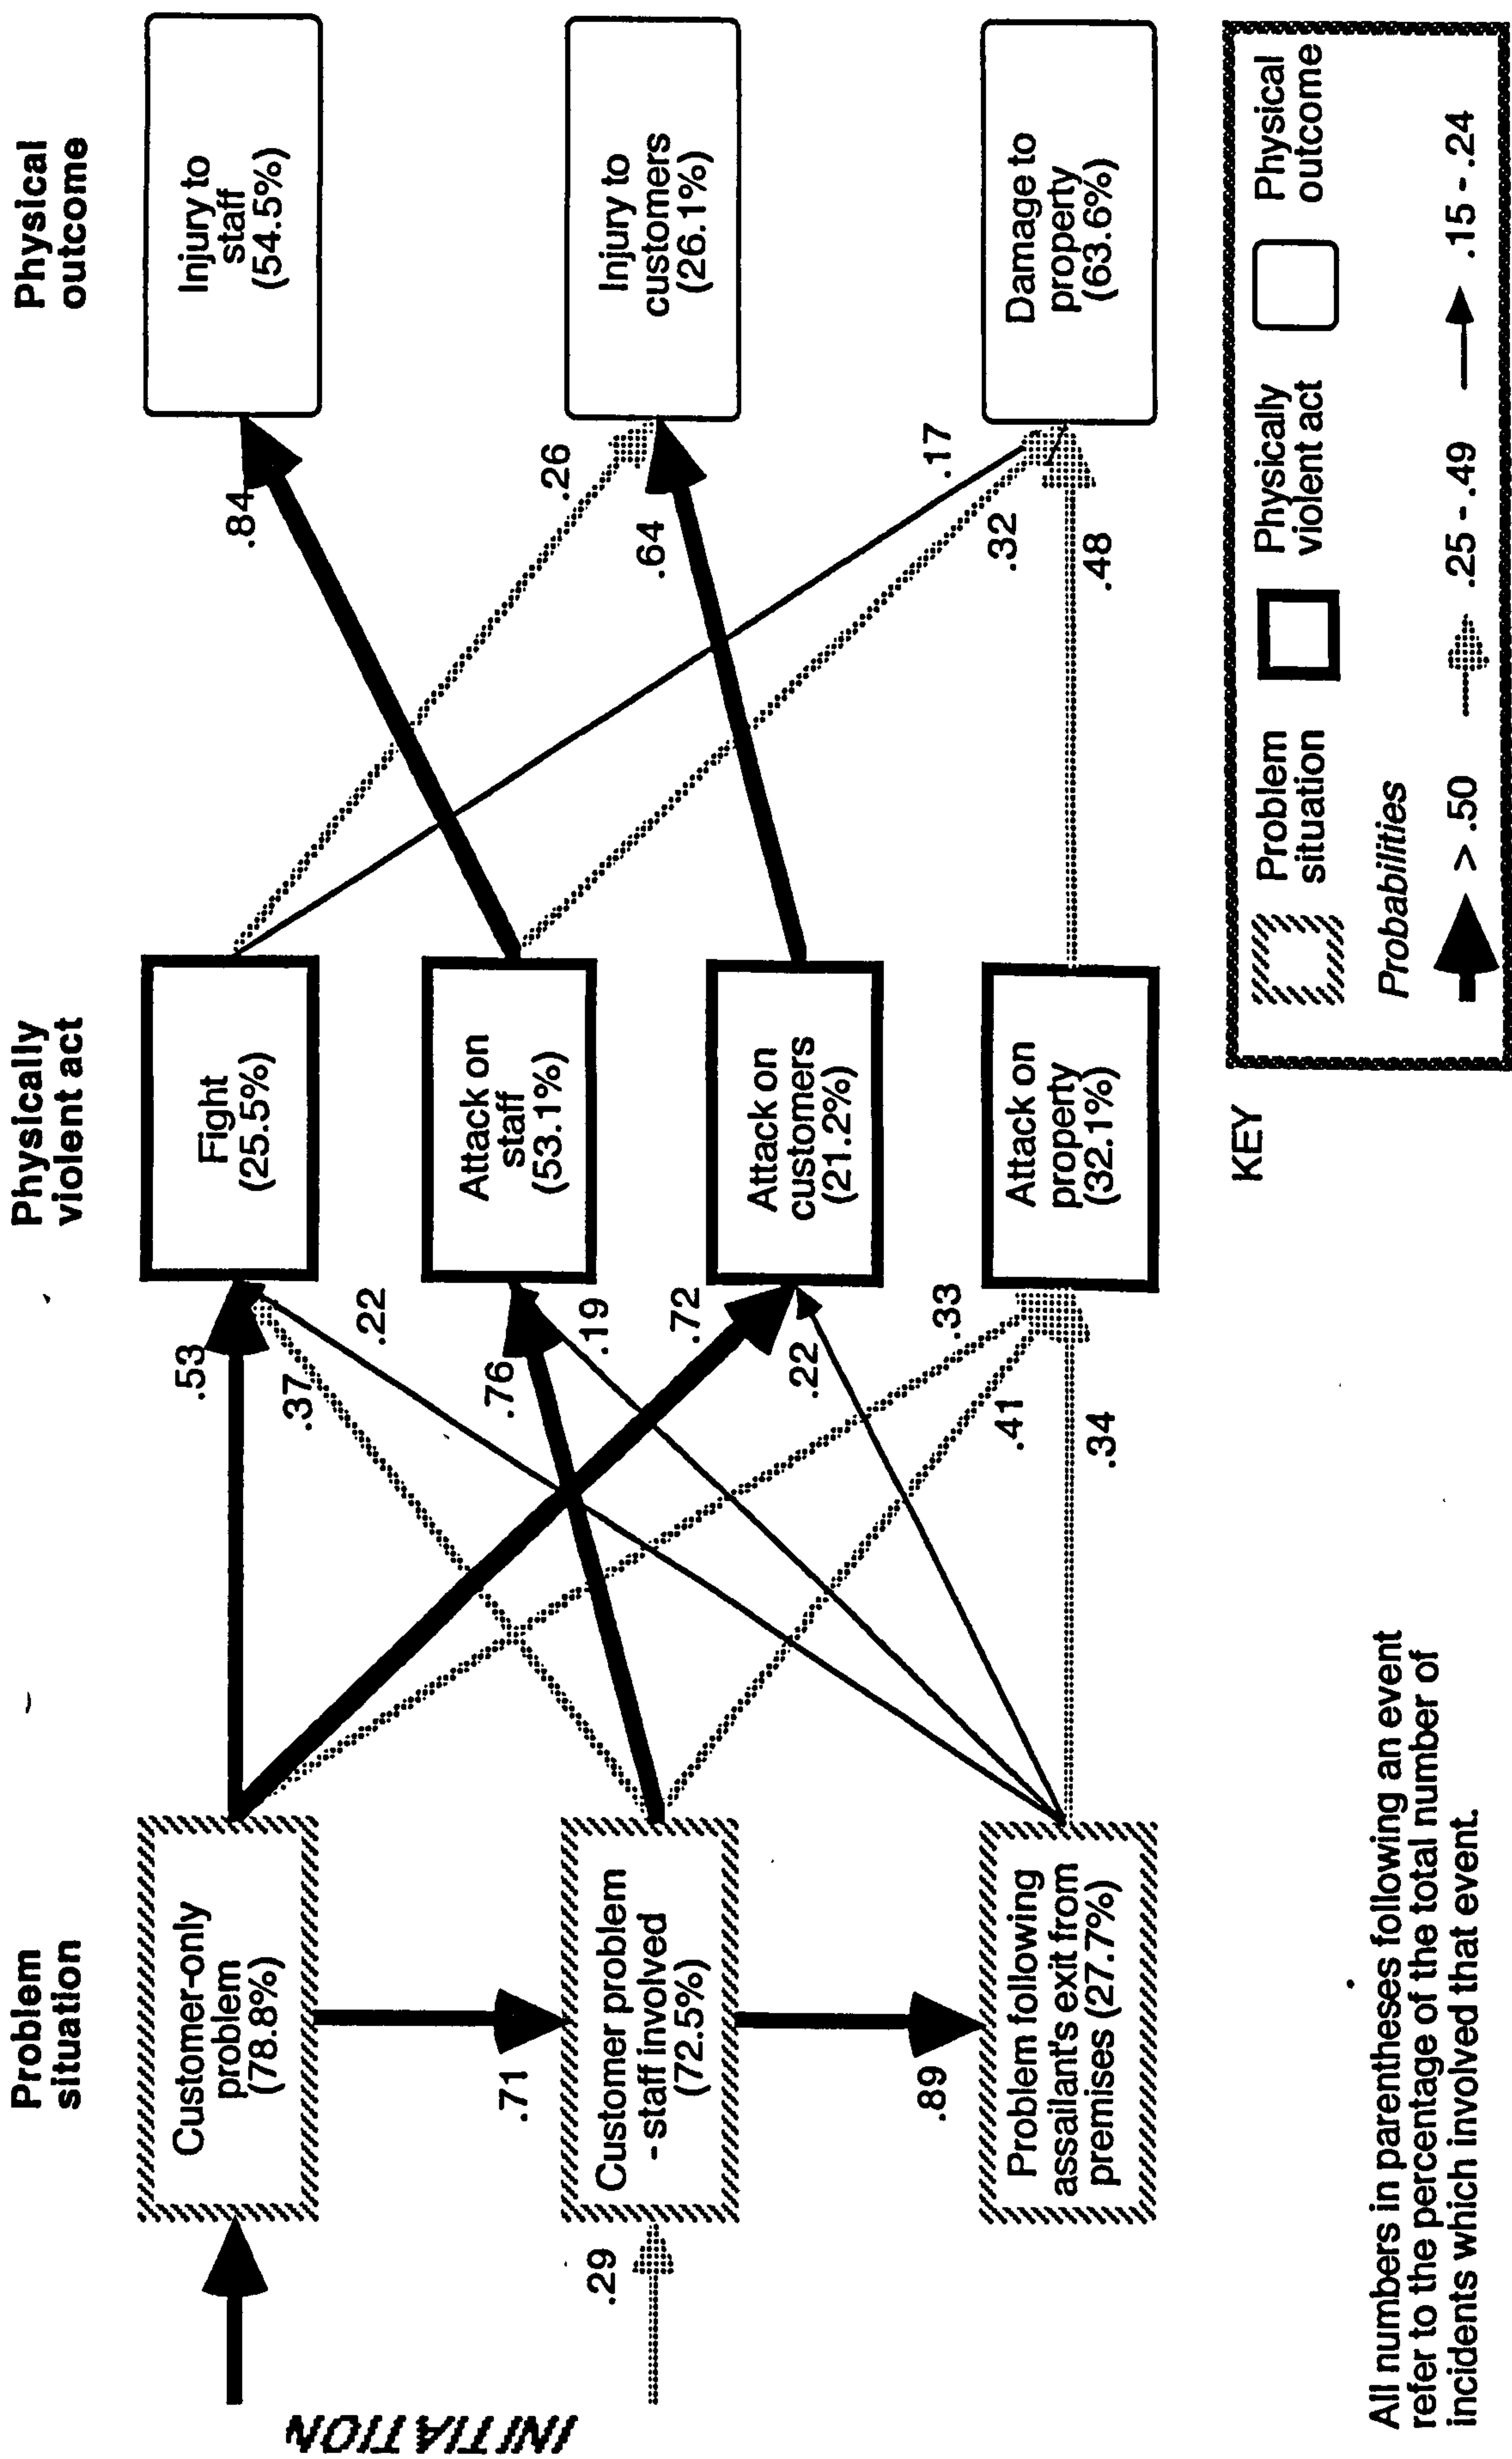 Problem
situation
Physically
violent act
Physical
outcome
INITIATION
Customer-only
problem
(78.8%)
.71
.29
Customer problem
- staff involved
(72.5%)
.89
Problem following
assailant's exit from
premises (27.7%)
.53
.37
.22
.76
.19
.72
.22
.33
.41
.34
Fight
(25.5%)
Attack on
staff
(53.1%)
Attack on
customers
(21.2%)
Attack on
property
(32.1%)
.84
.26
.64
.17
.32
.48
Injury to
staff
(54.5%)
Injury to
customers
(26.1%)
Damage to
property
(63.6%)
KEY
Problem
situation
Physically
violent act
Physical
outcome
Probabilities
> .50
.25 - .49
.15 - .24
All numbers in parentheses following an event
refer to the percentage of the total number of
incidents which involved that event.